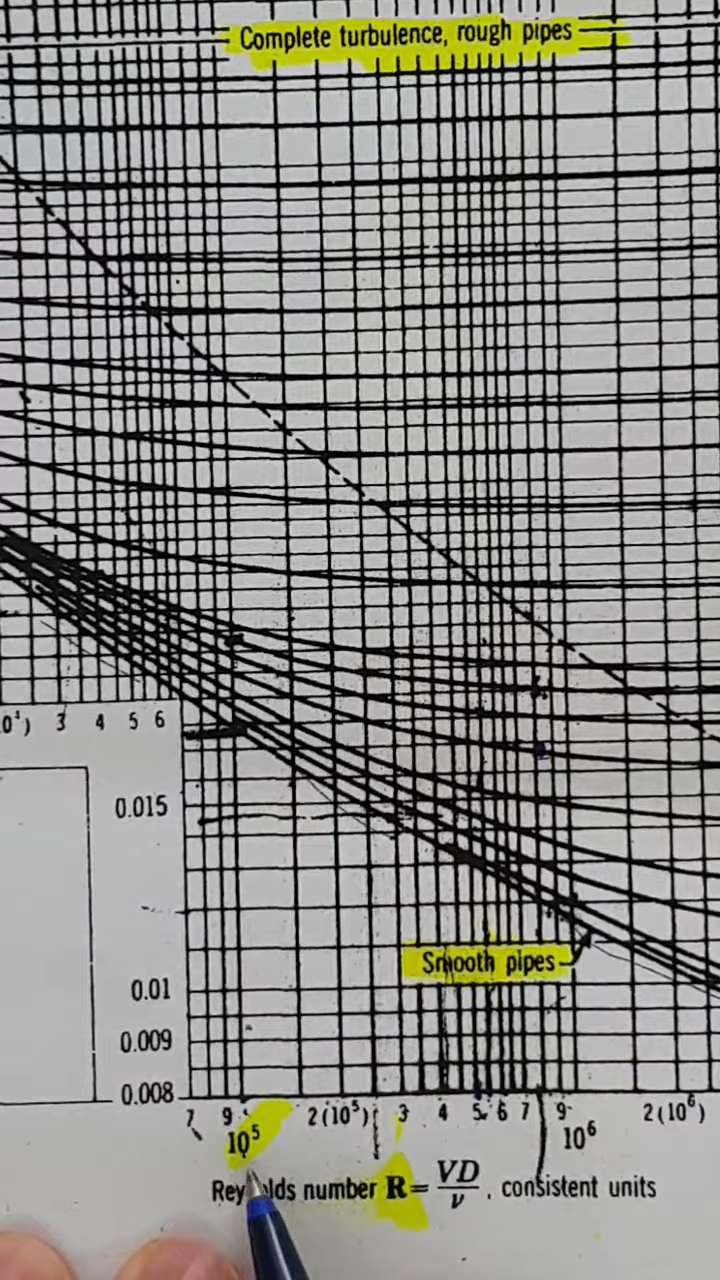 Complete turbulence, rough pipes
3 4 5 6
0.015
Smooth pipes
0.01
0.009
0.008
7 9 2(10⁵) 3 4 5 6 7 9 2(10⁶)
10⁵ 10⁶
Reynolds number R = VD/ν , consistent units